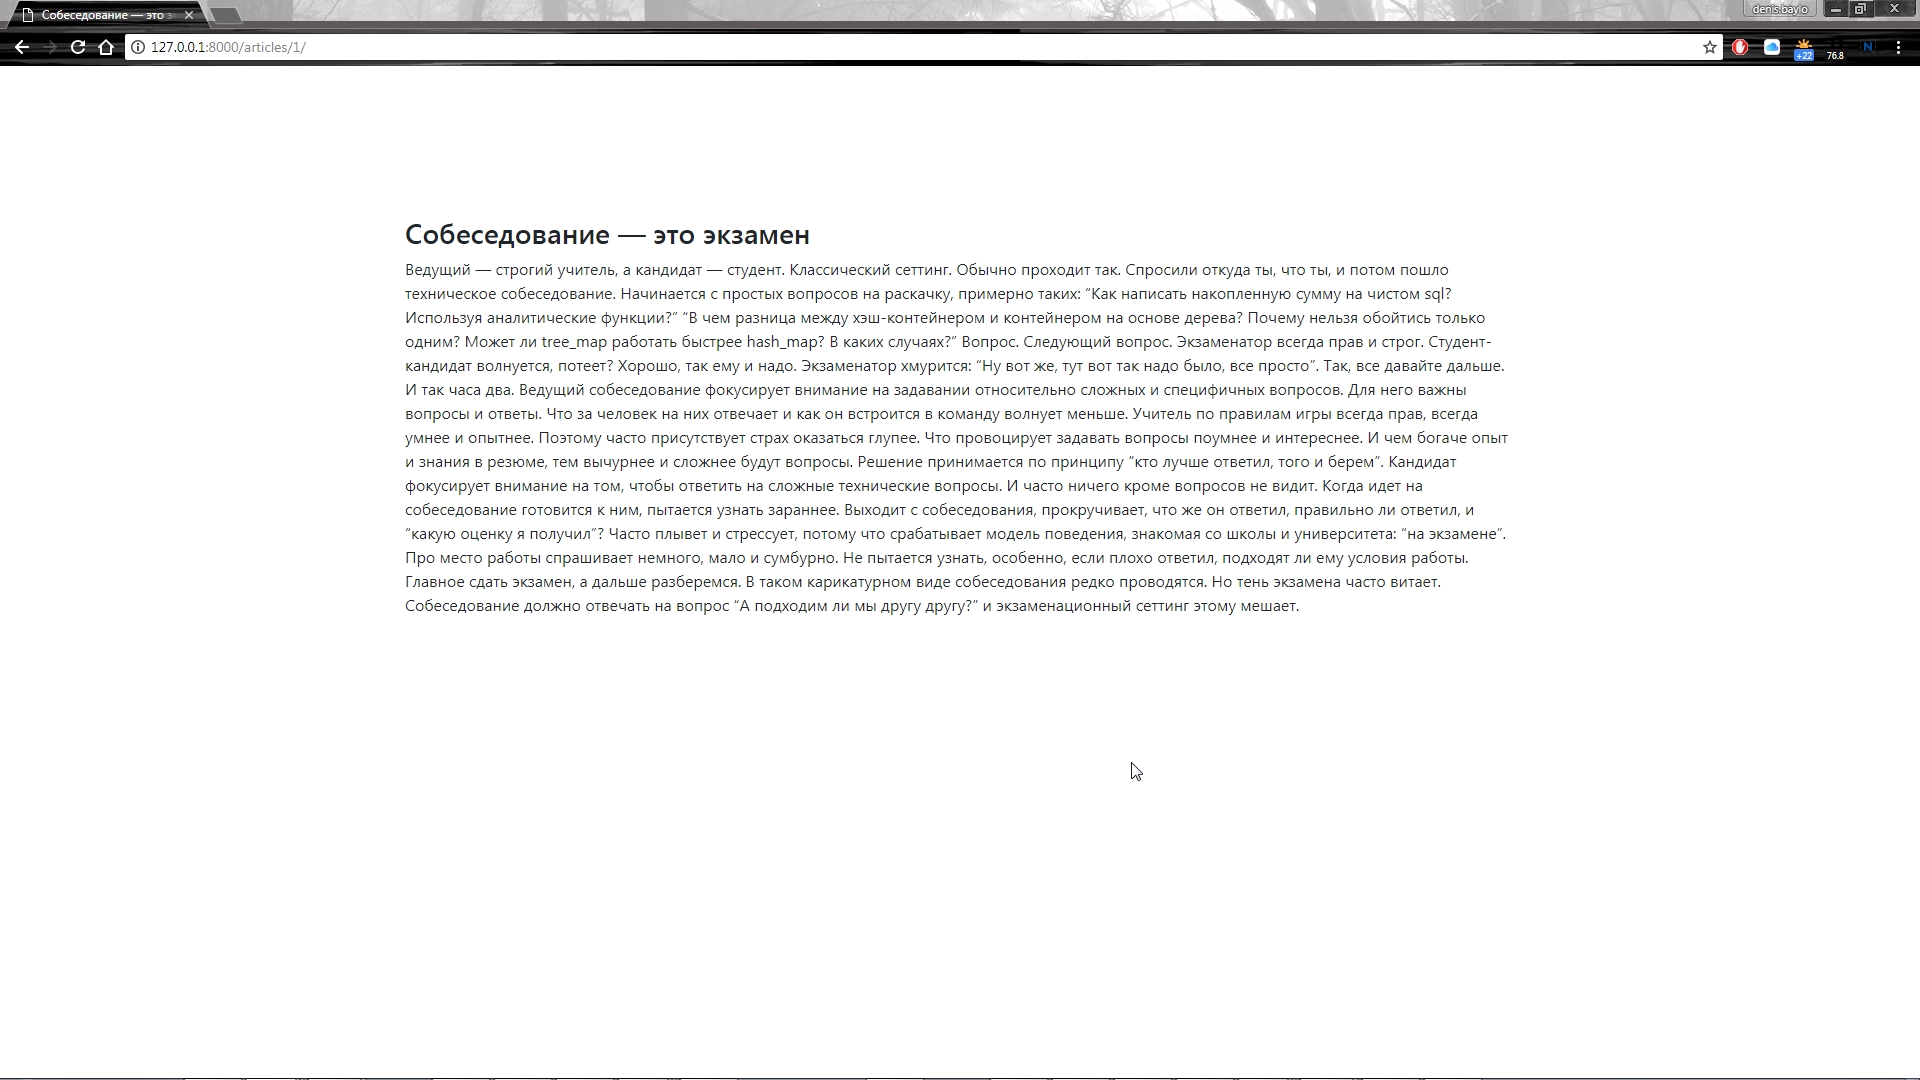 Собеседование — это э
denis.baylo
127.0.0.1:8000/articles/1/
+22
76.8
N
Собеседование — это экзамен
Ведущий — строгий учитель, а кандидат — студент. Классический сеттинг. Обычно проходит так. Спросили откуда ты, что ты, и потом пошло
техническое собеседование. Начинается с простых вопросов на раскачку, примерно таких: “Как написать накопленную сумму на чистом sql?
Используя аналитические функции?” “В чем разница между хэш-контейнером и контейнером на основе дерева? Почему нельзя обойтись только
одним? Может ли tree_map работать быстрее hash_map? В каких случаях?” Вопрос. Следующий вопрос. Экзаменатор всегда прав и строг. Студент-
кандидат волнуется, потеет? Хорошо, так ему и надо. Экзаменатор хмурится: “Ну вот же, тут вот так надо было, все просто”. Так, все давайте дальше.
И так часа два. Ведущий собеседование фокусирует внимание на задавании относительно сложных и специфичных вопросов. Для него важны
вопросы и ответы. Что за человек на них отвечает и как он встроится в команду волнует меньше. Учитель по правилам игры всегда прав, всегда
умнее и опытнее. Поэтому часто присутствует страх оказаться глупее. Что провоцирует задавать вопросы поумнее и интереснее. И чем богаче опыт
и знания в резюме, тем вычурнее и сложнее будут вопросы. Решение принимается по принципу “кто лучше ответил, того и берем”. Кандидат
фокусирует внимание на том, чтобы ответить на сложные технические вопросы. И часто ничего кроме вопросов не видит. Когда идет на
собеседование готовится к ним, пытается узнать зараннее. Выходит с собеседования, прокручивает, что же он ответил, правильно ли ответил, и
“какую оценку я получил”? Часто плывет и стрессует, потому что срабатывает модель поведения, знакомая со школы и университета: “на экзамене”.
Про место работы спрашивает немного, мало и сумбурно. Не пытается узнать, особенно, если плохо ответил, подходят ли ему условия работы.
Главное сдать экзамен, а дальше разберемся. В таком карикатурном виде собеседования редко проводятся. Но тень экзамена часто витает.
Собеседование должно отвечать на вопрос “А подходим ли мы другу другу?” и экзаменационный сеттинг этому мешает.